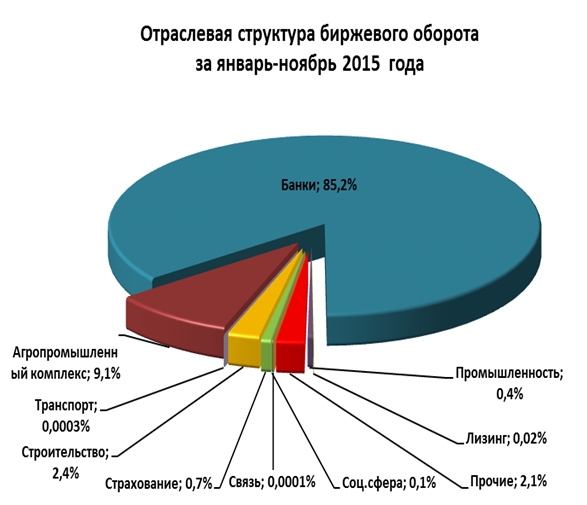 Отраслевая структура биржевого оборота
за январь-ноябрь 2015 года
Банки; 85,2%
Агропромышленн
ый комплекс; 9,1%
Транспорт;
0,0003%
Строительство;
2,4%
Страхование; 0,7%
Связь; 0,0001%
Соц.сфера; 0,1%
Прочие; 2,1%
Лизинг; 0,02%
Промышленность;
0,4%